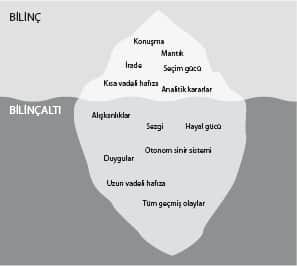 BİLİNÇ
Konuşma
Mantık
İrade
Seçim gücü
Kısa vadeli hafıza
Analitik kararlar
BİLİNÇALTI
Alışkanlıklar
Sezgi
Hayal gücü
Otonom sinir sistemi
Duygular
Uzun vadeli hafıza
Tüm geçmiş olaylar